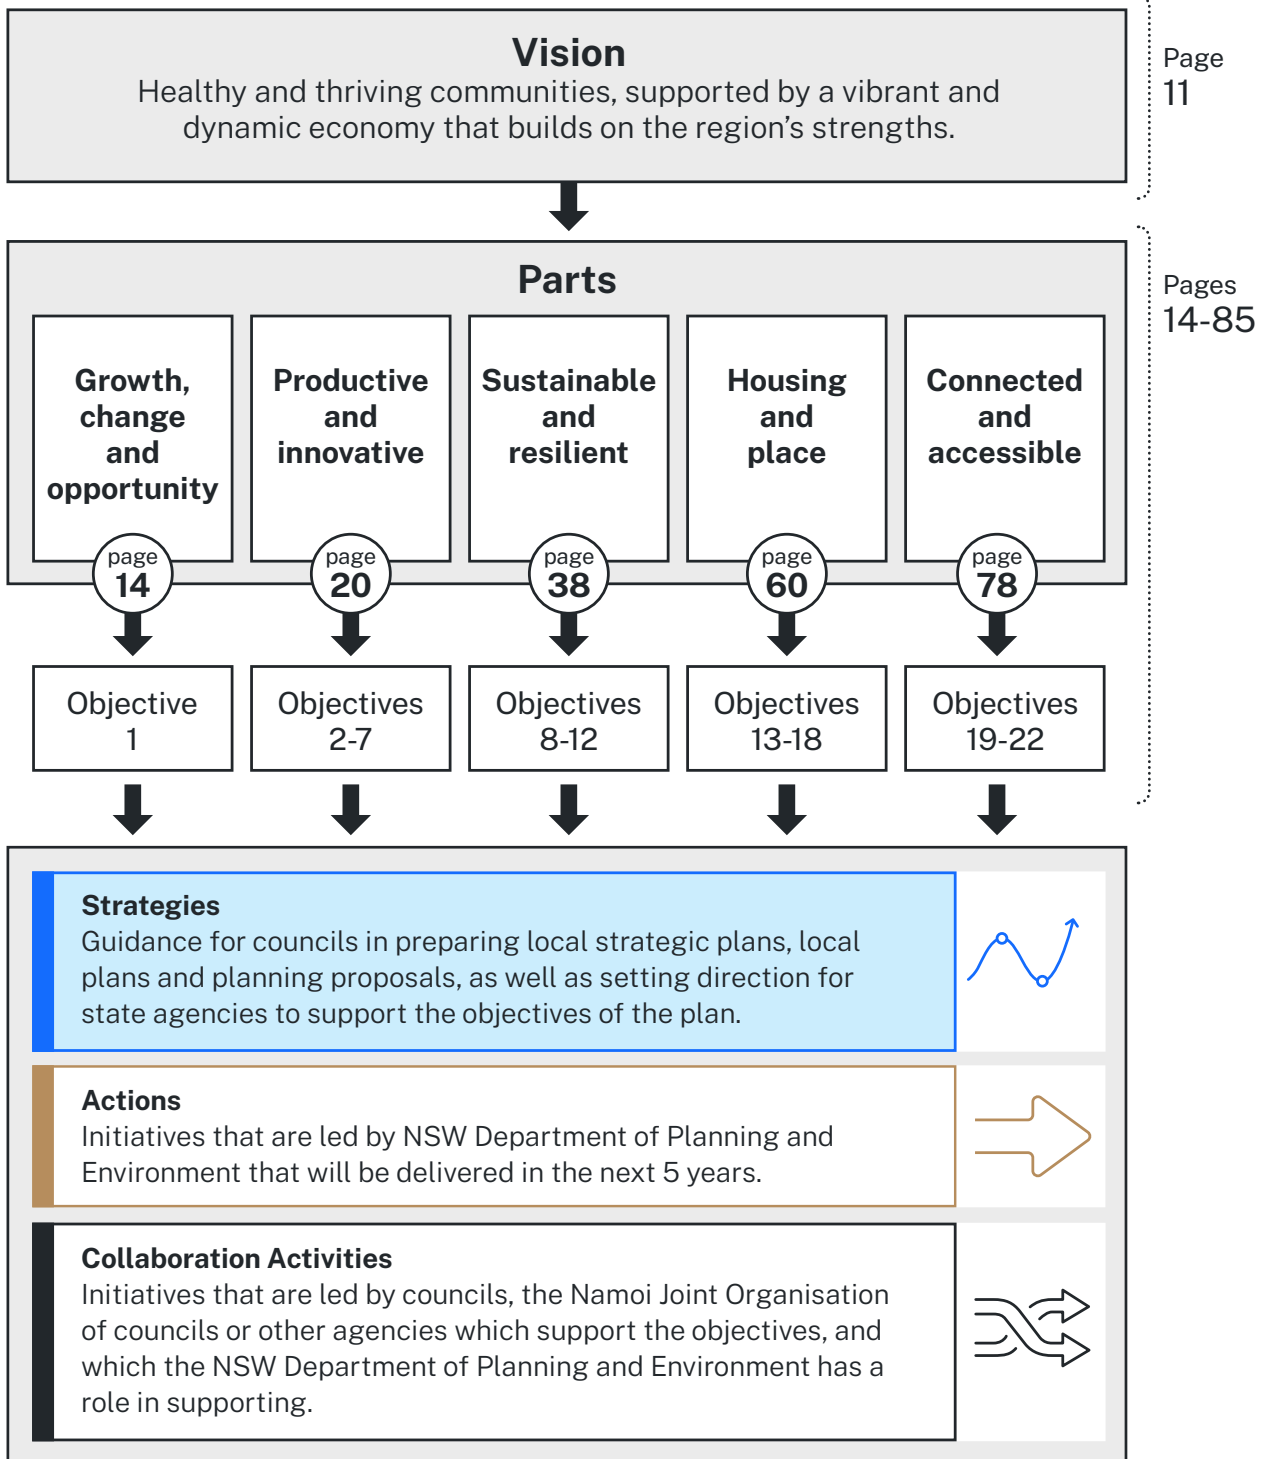 Vision
Healthy and thriving communities, supported by a vibrant and
dynamic economy that builds on the region’s strengths.
Page
11
Parts
Pages
14-85
Growth,
change
and
opportunity
page
14
Productive
and
innovative
page
20
Sustainable
and
resilient
page
38
Housing
and
place
page
60
Connected
and
accessible
page
78
Objective
1
Objectives
2-7
Objectives
8-12
Objectives
13-18
Objectives
19-22
Strategies
Guidance for councils in preparing local strategic plans, local
plans and planning proposals, as well as setting direction for
state agencies to support the objectives of the plan.
Actions
Initiatives that are led by NSW Department of Planning and
Environment that will be delivered in the next 5 years.
Collaboration Activities
Initiatives that are led by councils, the Namoi Joint Organisation
of councils or other agencies which support the objectives, and
which the NSW Department of Planning and Environment has a
role in supporting.